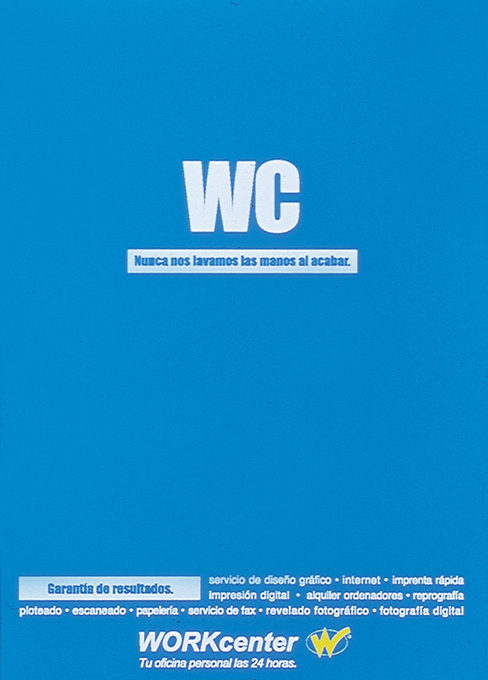 WC
Nunca nos lavamos las manos al acabar.
Garantía de resultados.
servicio de diseño gráfico • internet • imprenta rápida
impresión digital • alquiler ordenadores • reprografía
ploteado • escaneado • papelería • servicio de fax • revelado fotográfico • fotografía digital
WORKcenter W
Tu oficina personal las 24 horas.